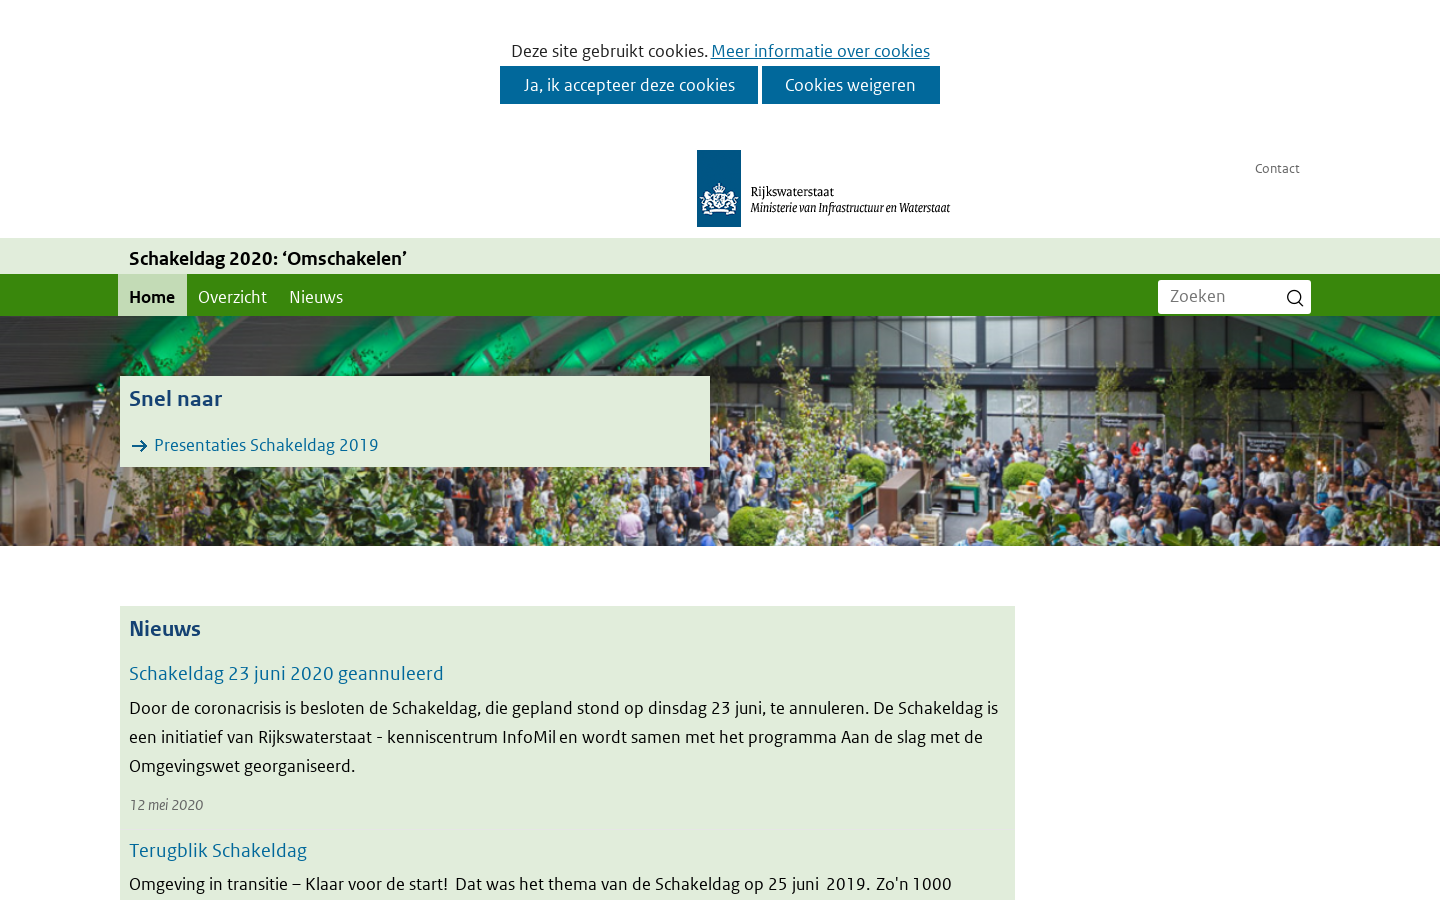 Deze site gebruikt cookies. Meer informatie over cookies
Ja, ik accepteer deze cookies
Cookies weigeren
Rijkswaterstaat
Ministerie van Infrastructuur en Waterstaat
Contact
Schakeldag 2020: ‘Omschakelen’
Home
Overzicht
Nieuws
Zoeken
Snel naar
Presentaties Schakeldag 2019
Nieuws
Schakeldag 23 juni 2020 geannuleerd
Door de coronacrisis is besloten de Schakeldag, die gepland stond op dinsdag 23 juni, te annuleren. De Schakeldag is
een initiatief van Rijkswaterstaat - kenniscentrum InfoMil en wordt samen met het programma Aan de slag met de
Omgevingswet georganiseerd.
12 mei 2020
Terugblik Schakeldag
Omgeving in transitie – Klaar voor de start! Dat was het thema van de Schakeldag op 25 juni 2019. Zo'n 1000